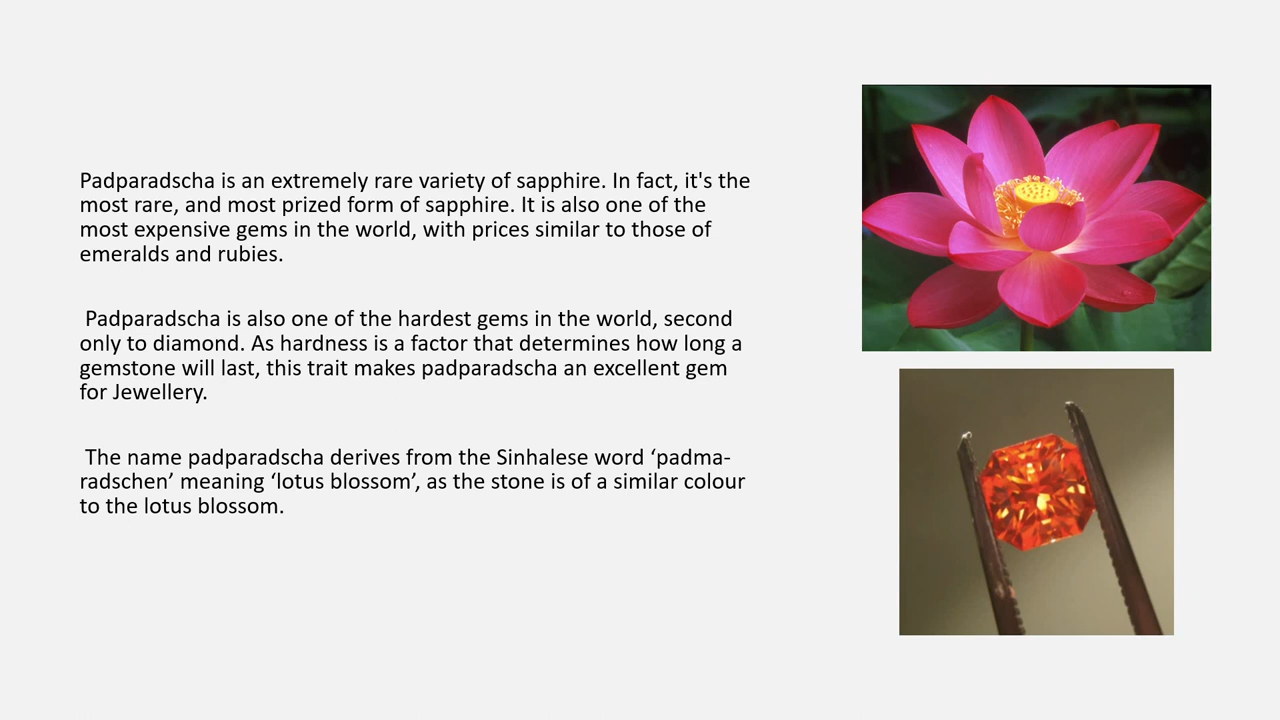 Padparadscha is an extremely rare variety of sapphire. In fact, it's the
most rare, and most prized form of sapphire. It is also one of the
most expensive gems in the world, with prices similar to those of
emeralds and rubies.
Padparadscha is also one of the hardest gems in the world, second
only to diamond. As hardness is a factor that determines how long a
gemstone will last, this trait makes padparadscha an excellent gem
for Jewellery.
The name padparadscha derives from the Sinhalese word ‘padma-
radschen’ meaning ‘lotus blossom’, as the stone is of a similar colour
to the lotus blossom.